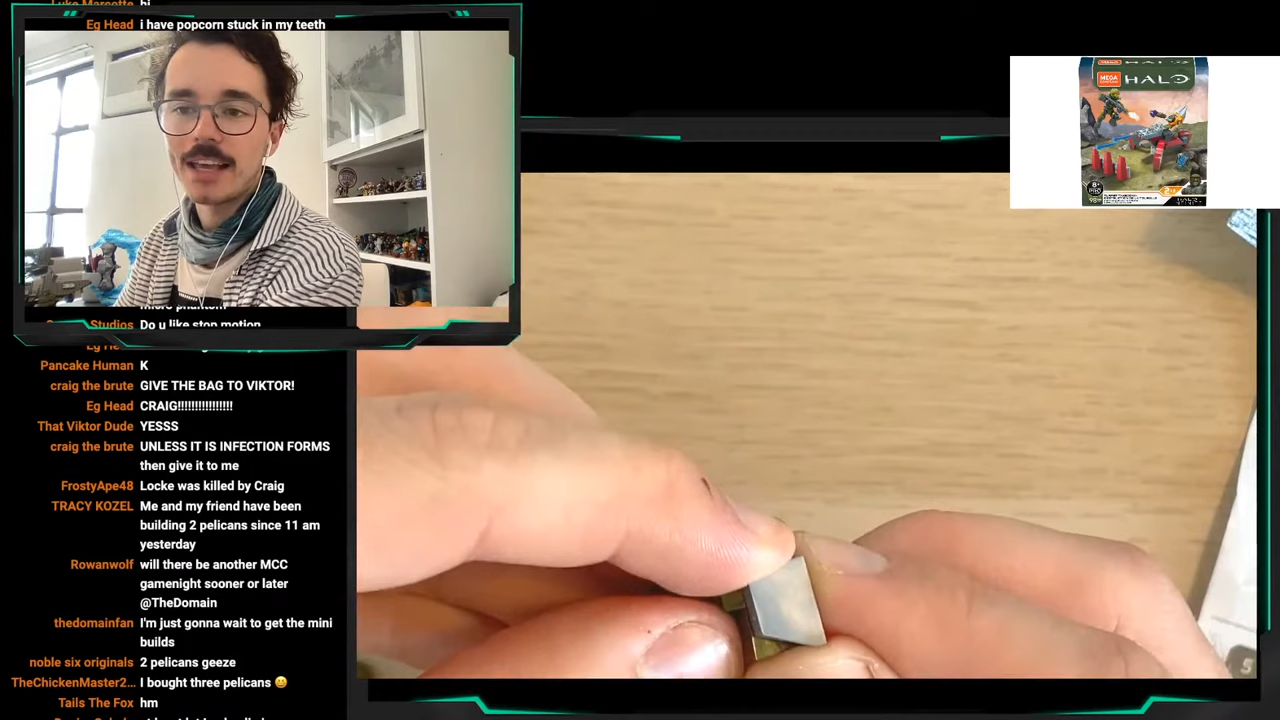 hi
Eg Head i have popcorn stuck in my teeth
Studios Do u like stop motion
Pancake Human K
craig the brute GIVE THE BAG TO VIKTOR!
Eg Head CRAIG!!!!!!!!!!!!!!!!
That Viktor Dude YESSS
craig the brute UNLESS IT IS INFECTION FORMS
then give it to me
FrostyApe48 Locke was killed by Craig
TRACY KOZEL Me and my friend have been
building 2 pelicans since 11 am
yesterday
Rowanwolf will there be another MCC
gamenight sooner or later
@TheDomain
thedomainfan I'm just gonna wait to get the mini
builds
noble six originals 2 pelicans geeze
TheChickenMaster2… I bought three pelicans 😀
Tails The Fox hm
MEGA
HALO
8+
5